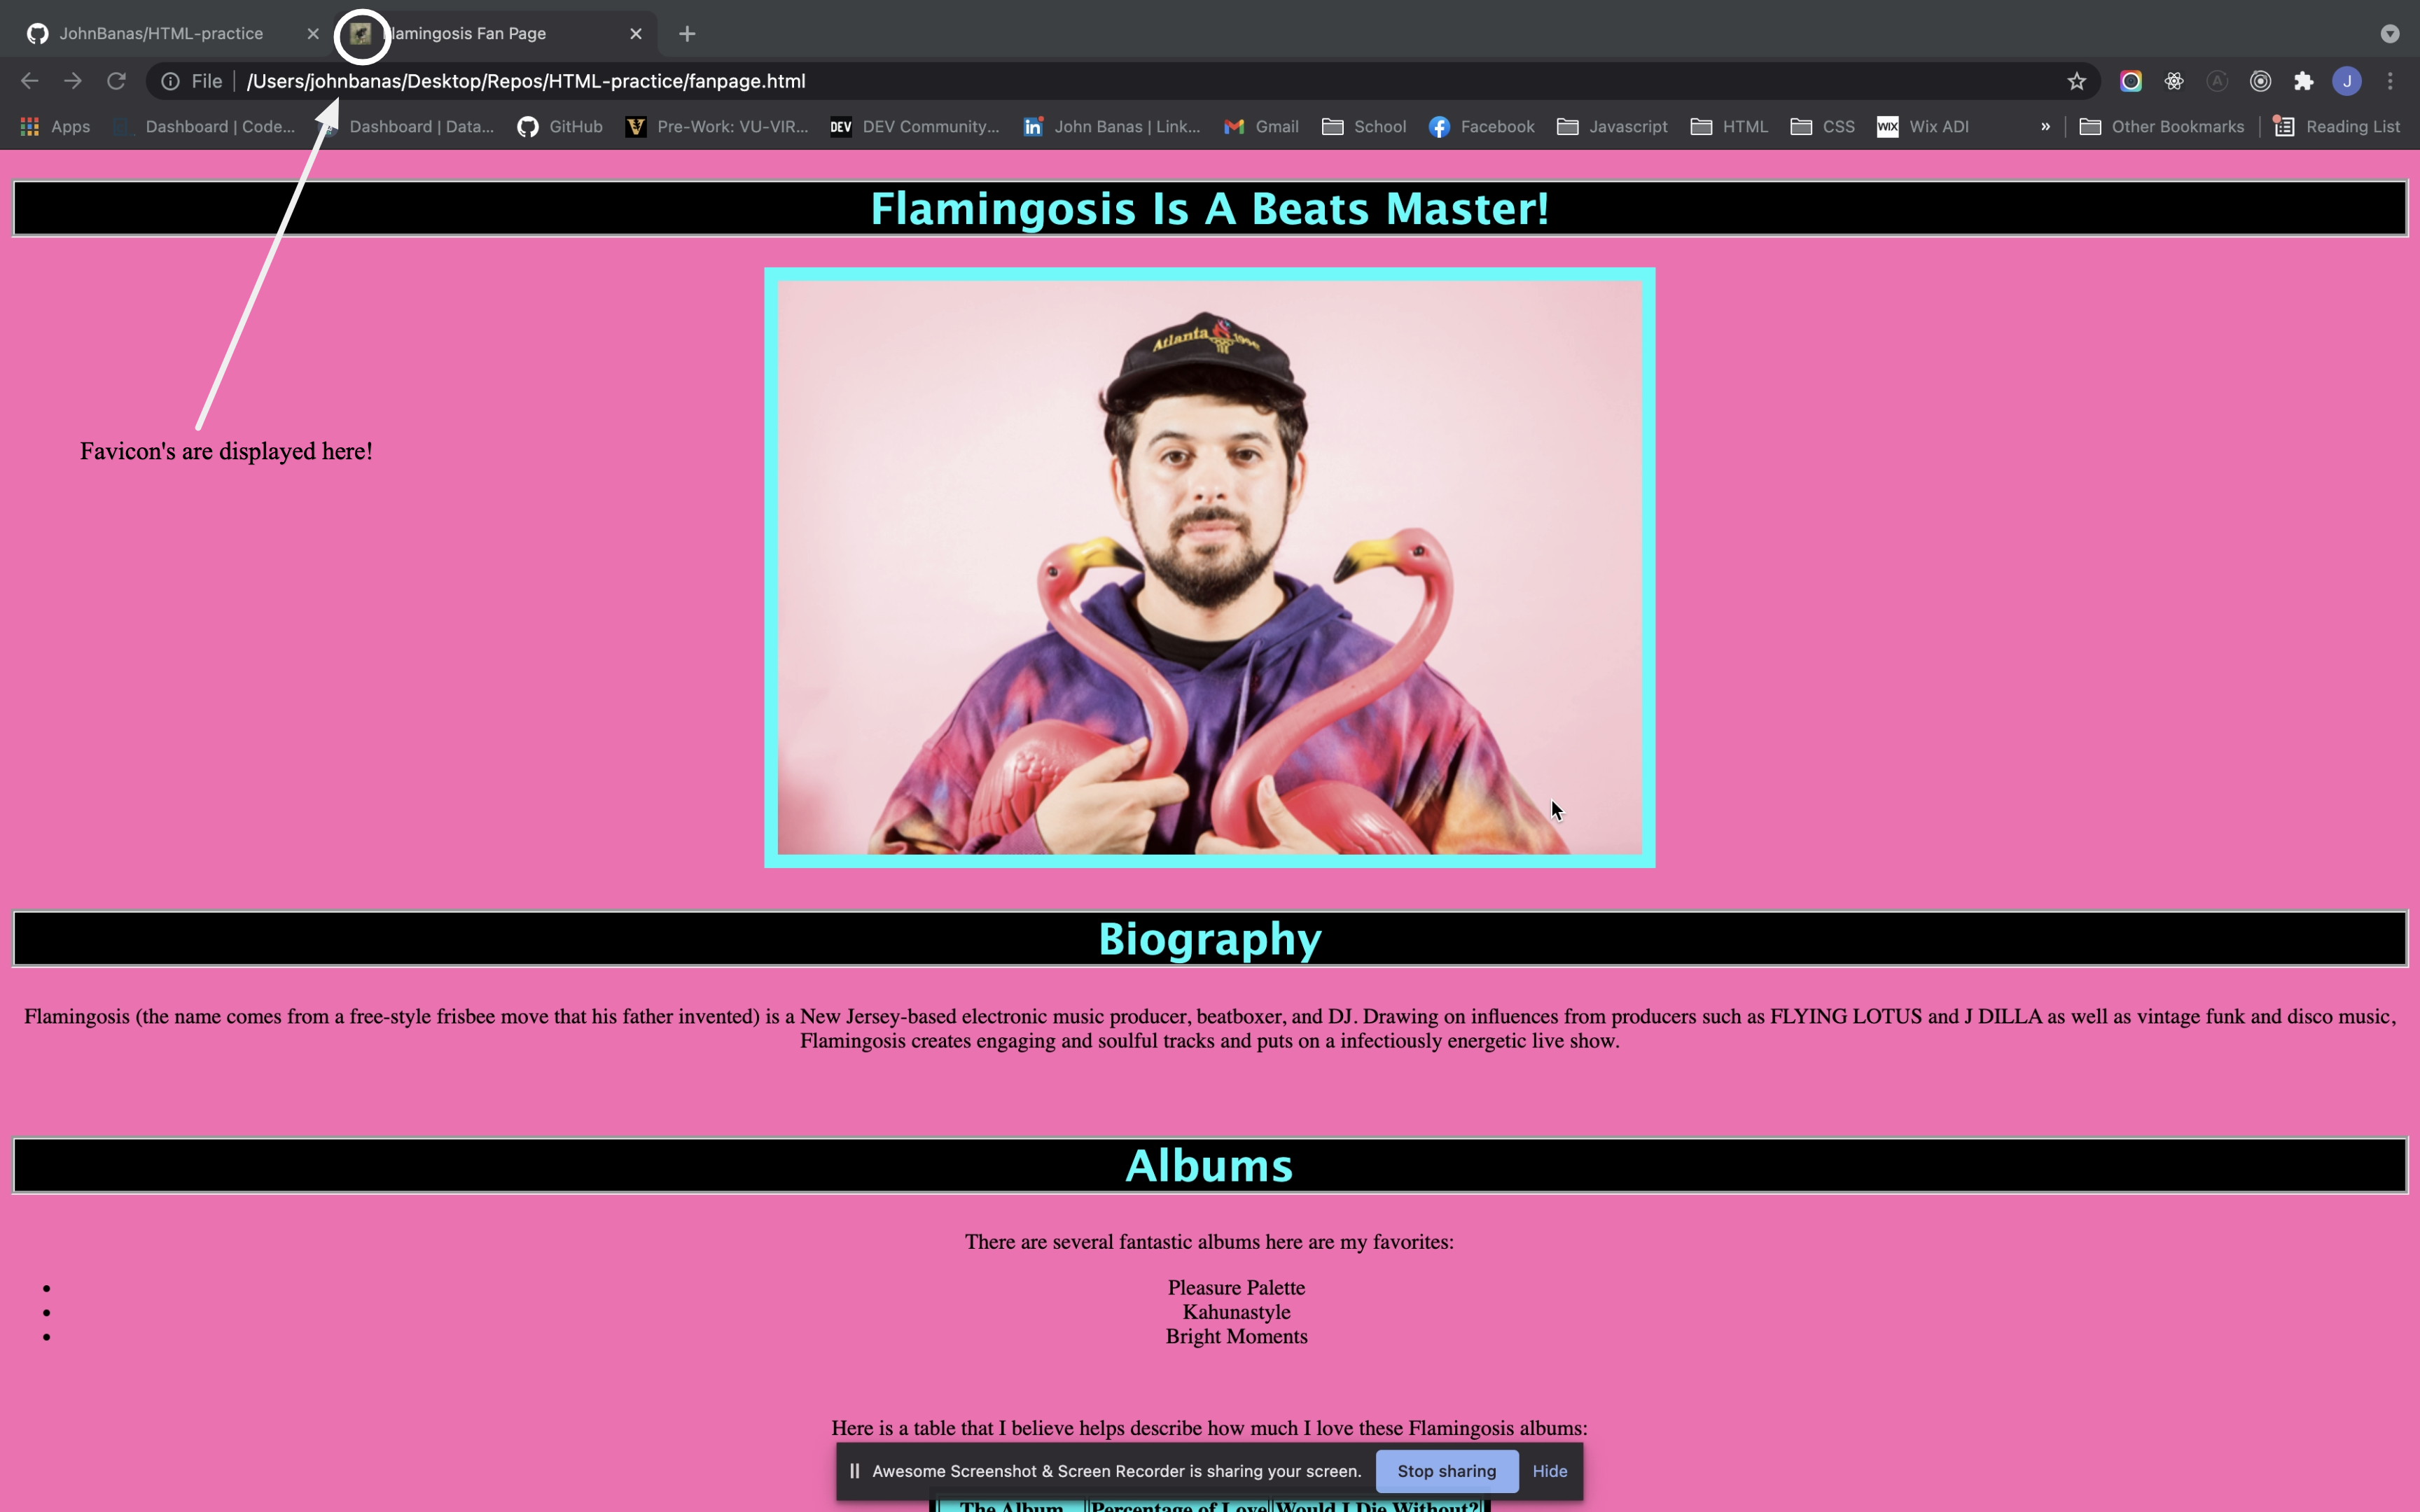 JohnBanas/HTML-practice
lamingosis Fan Page
File
/Users/johnbanas/Desktop/Repos/HTML-practice/fanpage.html
A
J
Apps
Dashboard | Code...
Dashboard | Data...
GitHub
V
Pre-Work: VU-VIR...
DEV
DEV Community...
in
John Banas | Link...
Gmail
School
Facebook
Javascript
HTML
CSS
WIX
Wix ADI
»
Other Bookmarks
Reading List
Flamingosis Is A Beats Master!
Atlanta 1996
Favicon's are displayed here!
Biography
Flamingosis (the name comes from a free-style frisbee move that his father invented) is a New Jersey-based electronic music producer, beatboxer, and DJ. Drawing on influences from producers such as FLYING LOTUS and J DILLA as well as vintage funk and disco music,
Flamingosis creates engaging and soulful tracks and puts on a infectiously energetic live show.
Albums
There are several fantastic albums here are my favorites:
• Pleasure Palette
• Kahunastyle
• Bright Moments
Here is a table that I believe helps describe how much I love these Flamingosis albums:
Awesome Screenshot & Screen Recorder is sharing your screen.
Stop sharing
Hide
The Album
Percentage of Love
Would I Die Without?